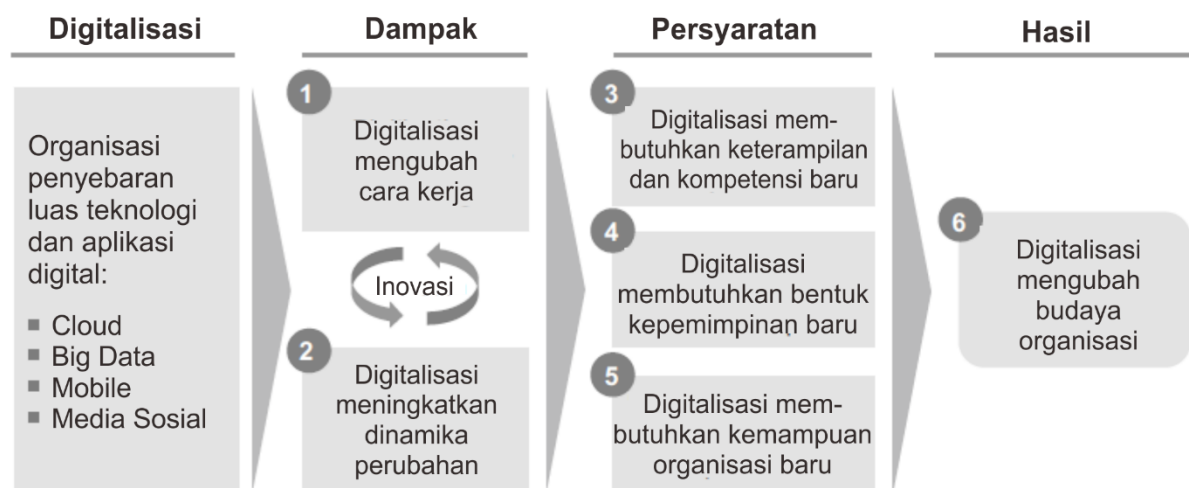 Digitalisasi
Organisasi
penyebaran
luas teknologi
dan aplikasi
digital:
Cloud
Big Data
Mobile
Media Sosial
Dampak
1
Digitalisasi
mengubah
cara kerja
Inovasi
2
Digitalisasi
meningkatkan
dinamika
perubahan
Persyaratan
3
Digitalisasi mem-
butuhkan keterampilan
dan kompetensi baru
4
Digitalisasi
membutuhkan bentuk
kepemimpinan baru
5
Digitalisasi mem-
butuhkan kemampuan
organisasi baru
Hasil
6
Digitalisasi
mengubah
budaya
organisasi